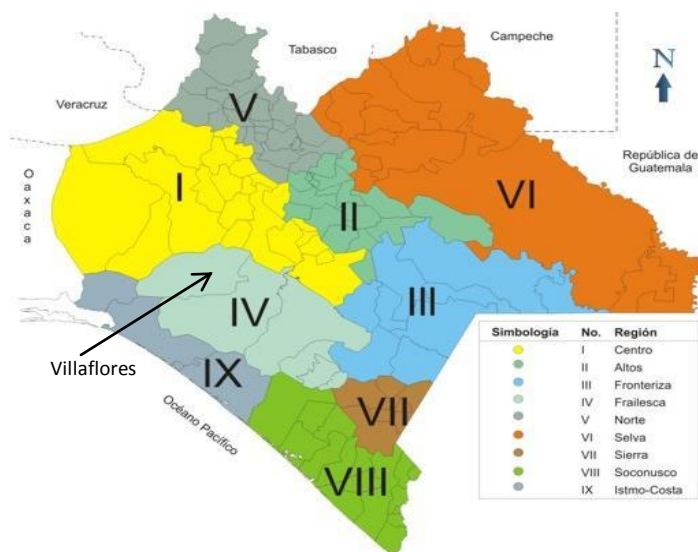 Campeche
Tabasco
N
Veracruz
V
República de
Guatemala
Oaxaca
I
II
VI
III
IV
Villaflores
IX
Océano Pacífico
VII
VIII
Simbología No. Región
I Centro
II Altos
III Fronteriza
IV Frailesca
V Norte
VI Selva
VII Sierra
VIII Soconusco
IX Istmo-Costa